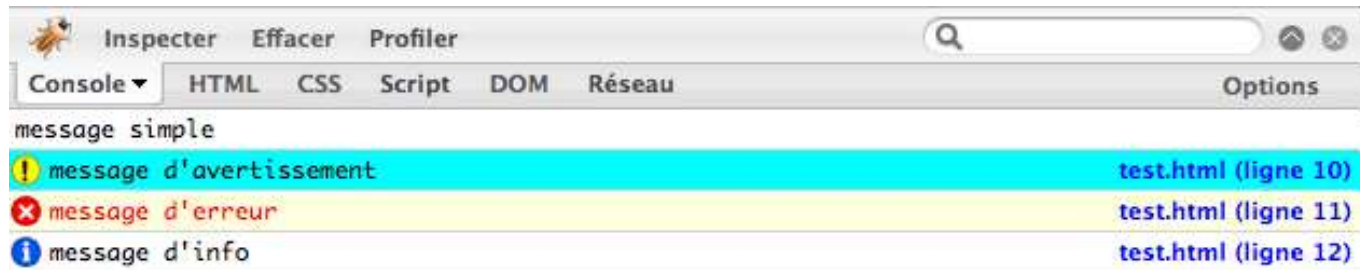 Inspecter Effacer Profiler
Console HTML CSS Script DOM Réseau Options
message simple
message d'avertissement test.html (ligne 10)
message d'erreur test.html (ligne 11)
message d'info test.html (ligne 12)